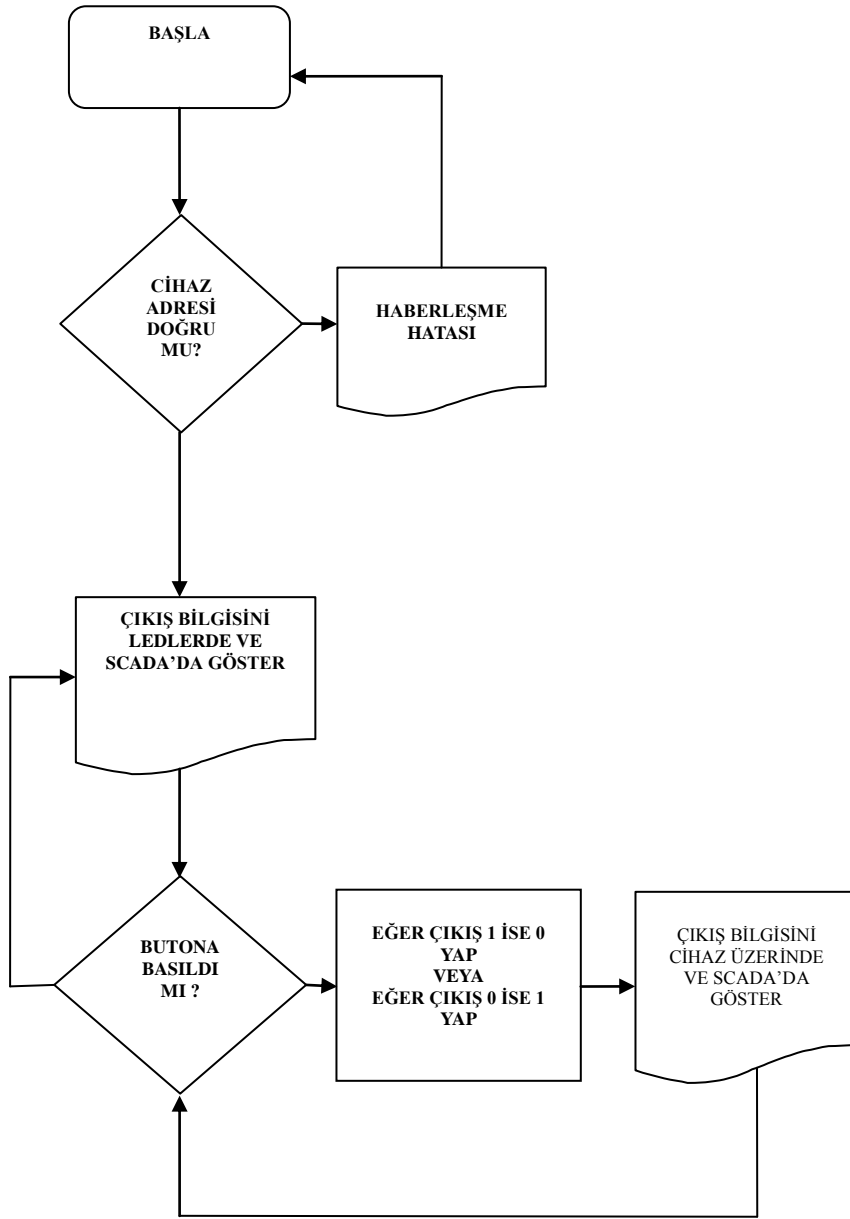 BAŞLA
CİHAZ
ADRESİ
DOĞRU
MU?
HABERLEŞME
HATASI
ÇIKIŞ BİLGİSİNİ
LEDLERDE VE
SCADA’DA GÖSTER
BUTONA
BASILDI
MI ?
EĞER ÇIKIŞ 1 İSE 0
YAP
VEYA
EĞER ÇIKIŞ 0 İSE 1
YAP
ÇIKIŞ BİLGİSİNİ
CİHAZ ÜZERİNDE
VE SCADA’DA
GÖSTER